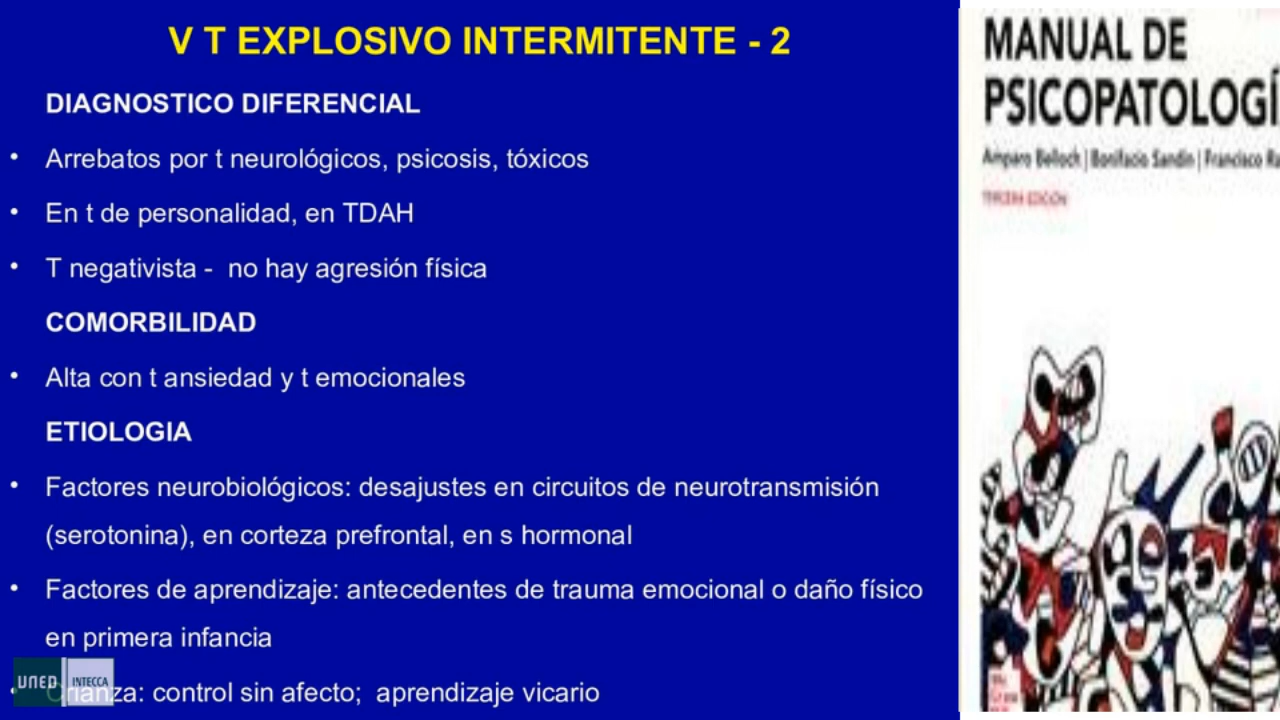 V T EXPLOSIVO INTERMITENTE - 2
DIAGNOSTICO DIFERENCIAL
• Arrebatos por t neurológicos, psicosis, tóxicos
• En t de personalidad, en TDAH
• T negativista - no hay agresión física
COMORBILIDAD
• Alta con t ansiedad y t emocionales
ETIOLOGIA
• Factores neurobiológicos: desajustes en circuitos de neurotransmisión
(serotonina), en corteza prefrontal, en s hormonal
• Factores de aprendizaje: antecedentes de trauma emocional o daño físico
en primera infancia
• Crianza: control sin afecto; aprendizaje vicario
UNED INTECCA
MANUAL DE
PSICOPATOLOGÍ
Amparo Belloch | Bonifacio Sandín | Francisco Ra
TERCERA EDICIÓN